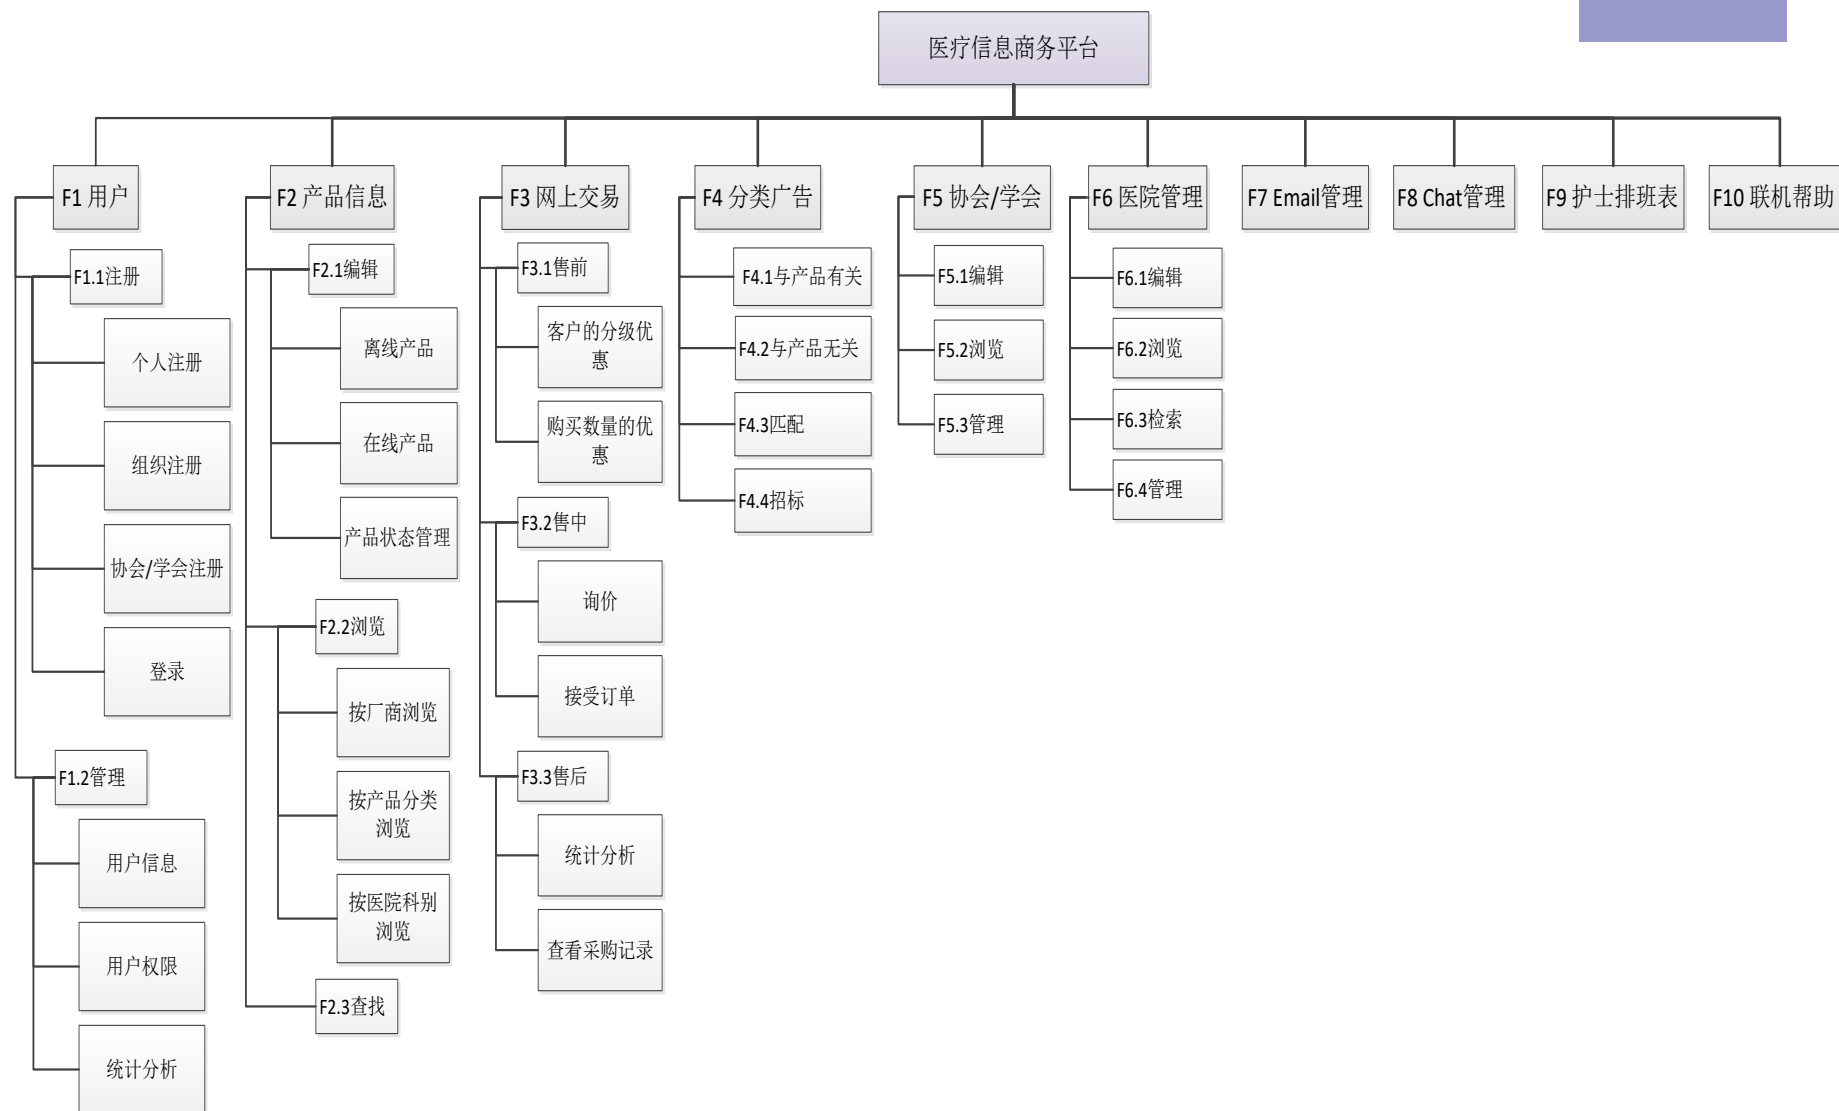 医疗信息商务平台
F1 用户
F1.1注册
个人注册
组织注册
协会/学会注册
登录
F1.2管理
用户信息
用户权限
统计分析
F2 产品信息
F2.1编辑
离线产品
在线产品
产品状态管理
F2.2浏览
按厂商浏览
按产品分类
浏览
按医院科别
浏览
F2.3查找
F3 网上交易
F3.1售前
客户的分级优
惠
购买数量的优
惠
F3.2售中
询价
接受订单
F3.3售后
统计分析
查看采购记录
F4 分类广告
F4.1与产品有关
F4.2与产品无关
F4.3匹配
F4.4招标
F5 协会/学会
F5.1编辑
F5.2浏览
F5.3管理
F6 医院管理
F6.1编辑
F6.2浏览
F6.3检索
F6.4管理
F7 Email管理
F8 Chat管理
F9 护士排班表
F10 联机帮助